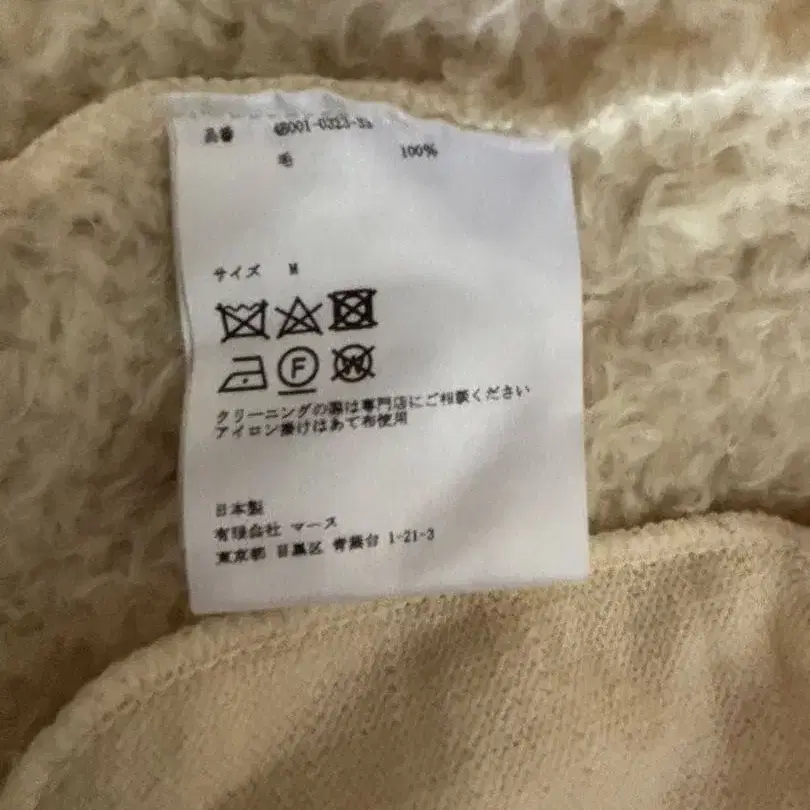 品番 48001-0323-33
毛 100%
サイズ M
F
W
クリーニングの際は専門店にご相談ください
アイロン掛けはあて布使用
日本製
有限会社 マース
東京都 目黒区 青葉台 1-21-3